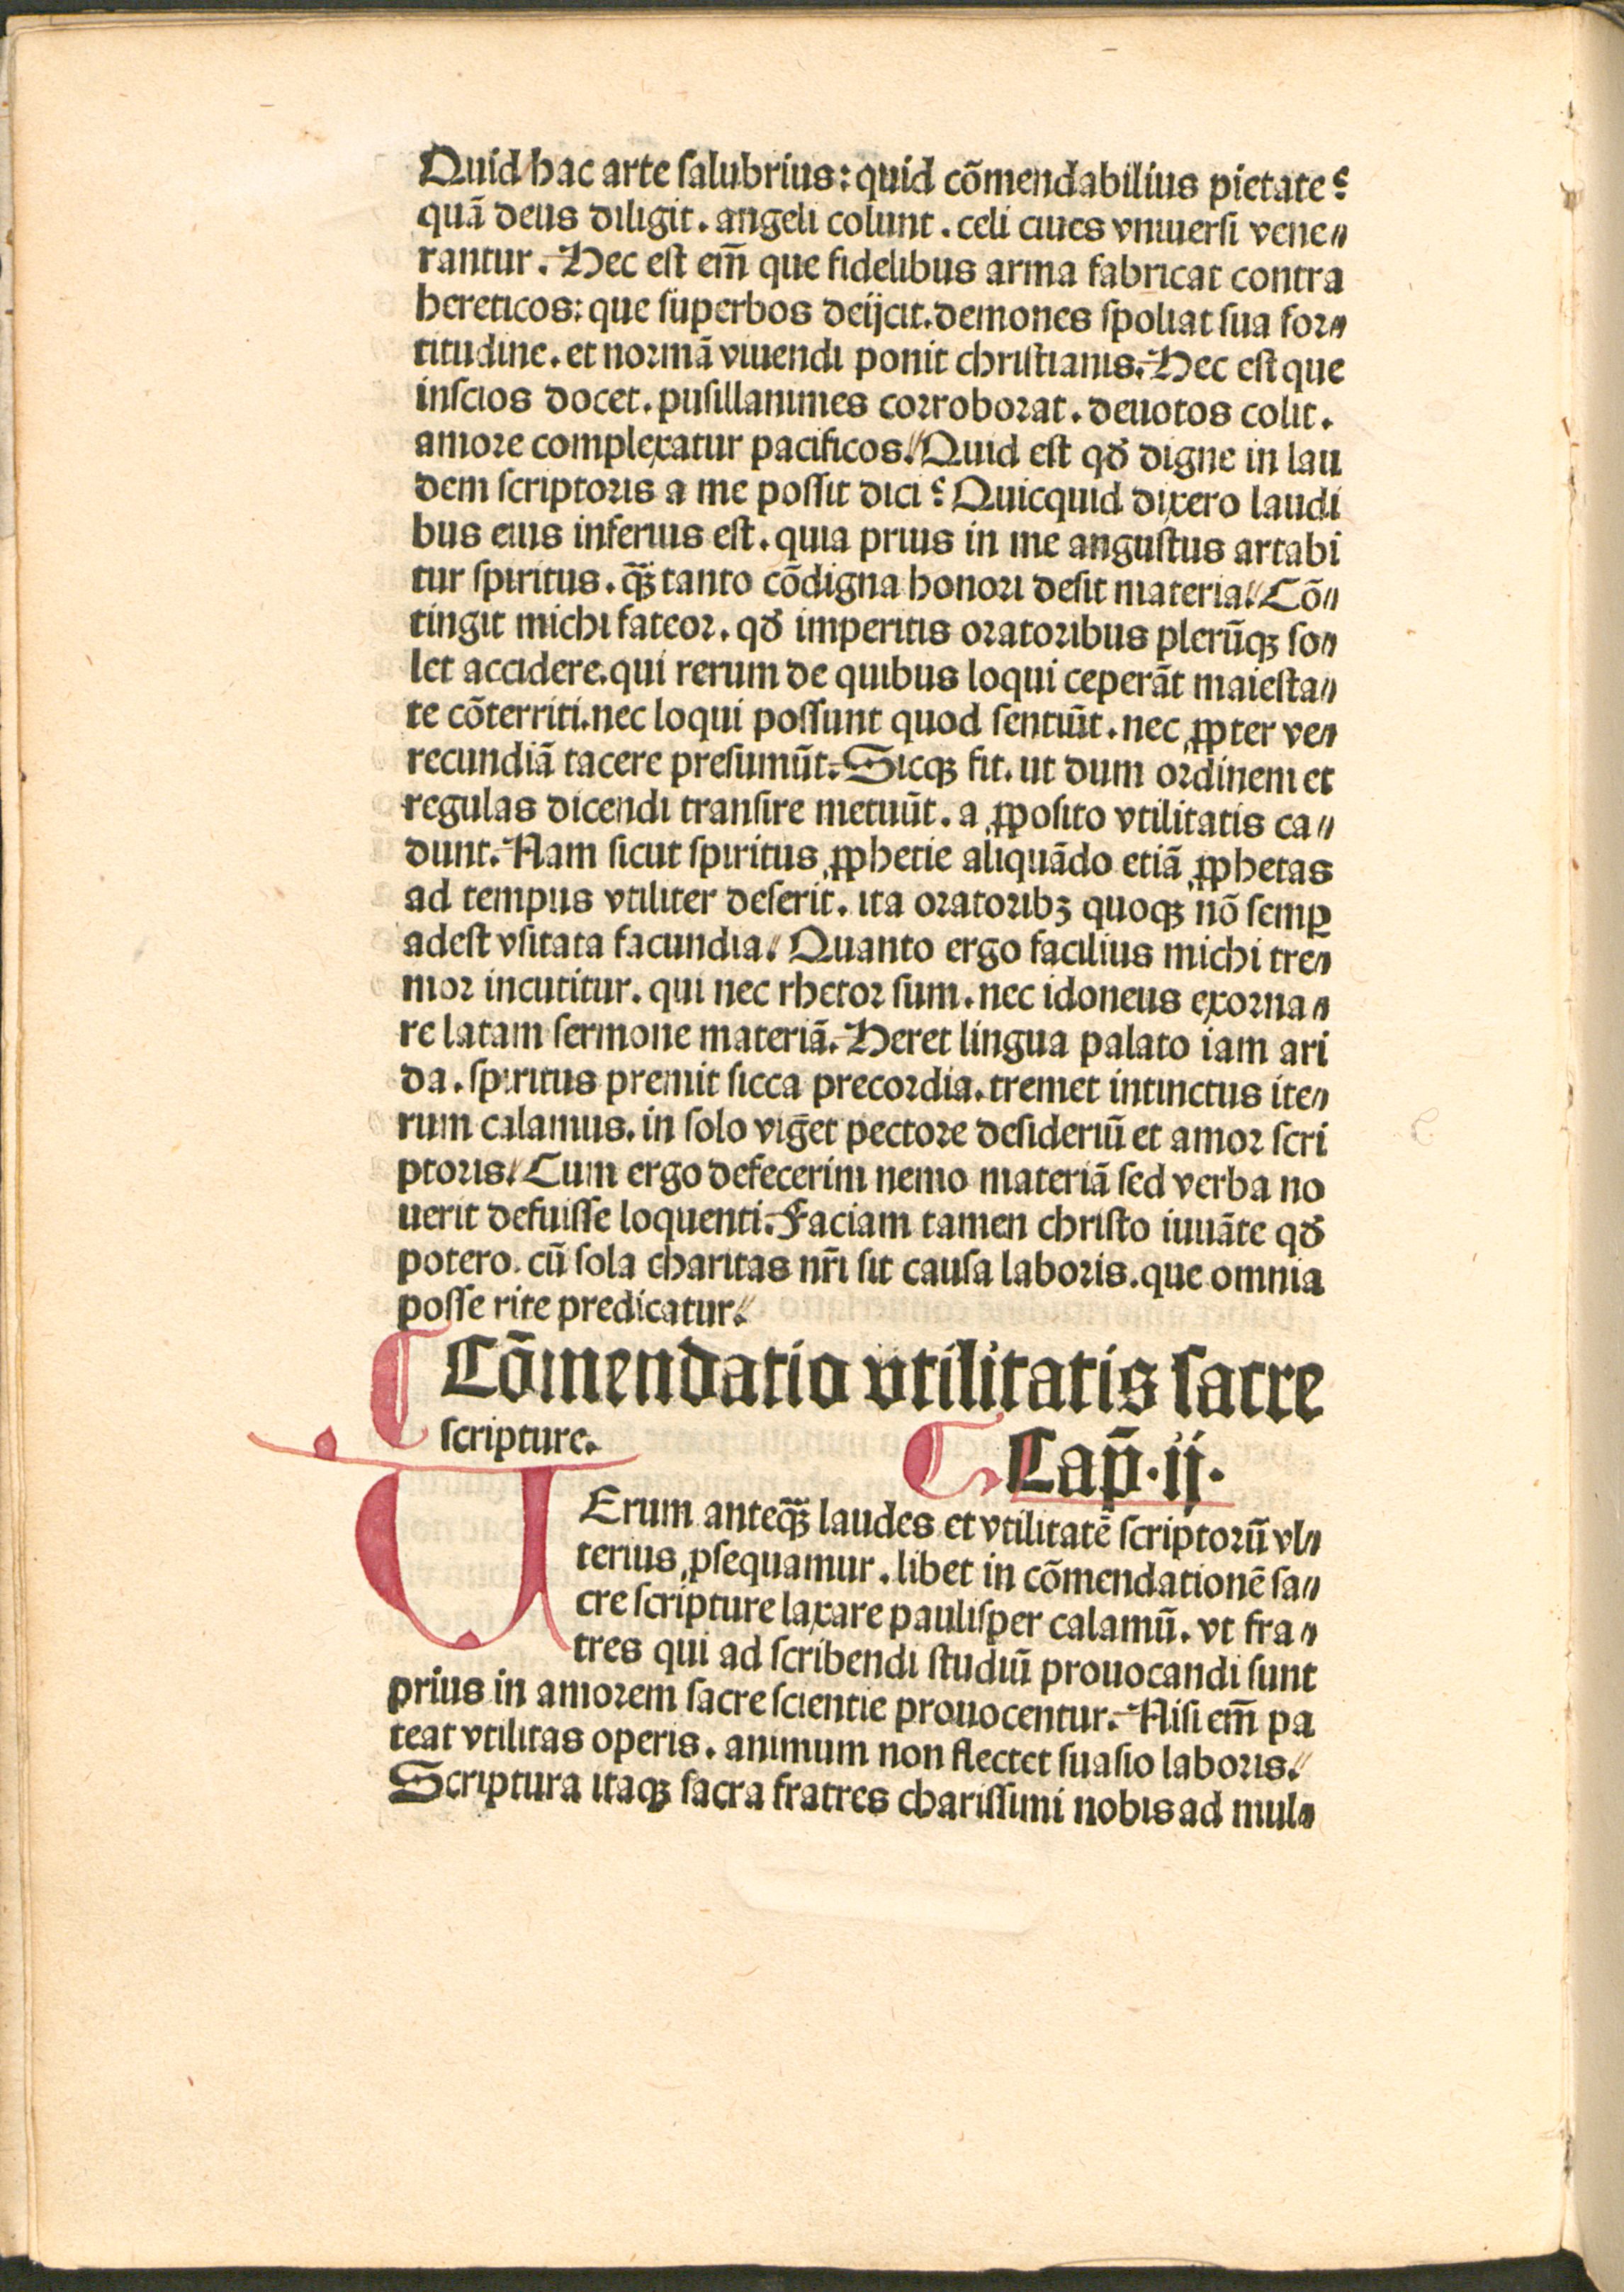 Quid hac arte ſalubrius: quid cōmendabilius pietate?
quā deus diligit. angeli colunt. celi ciues vniuerſi vene⸗
rantur. Hec eſt em̄ que fidelibus arma fabricat contra
hereticos: que ſuperbos deijcit. demones ſpoliat ſua for⸗
titudine. et normā viuendi ponit chriſtianis. Hec eſt que
inſcios docet. puſillanimes corroborat. deuotos colit.
amore complexatur pacificos. Quid eſt qđ digne in lau
dem ſcriptoris a me poſſit dici? Quicquid dixero laudi
bus eius inferius eſt. quia prius in me anguſtus artabi
tur ſpiritus. q̄ꝫ tanto cōdigna honori deſit materia. Cō⸗
tingit michi fateor. qđ imperitis oratoribus plerūqꝫ ſo⸗
let accidere. qui rerum de quibus loqui ceperāt maieſta⸗
te cōterriti. nec loqui poſſunt quod ſentiūt. nec ꝓpter ve⸗
recundiā tacere preſumūt. Sicqꝫ fit. ut dum ordinem et
regulas dicendi tranſire metuūt. a ꝓpoſito vtilitatis ca⸗
dunt. Nam ſicut ſpiritus ꝓphetie aliquādo etiā ꝓphetas
ad tempus vtiliter deſerit. ita oratoribꝫ quoqꝫ nō ſemꝑ
adeſt vſitata facundia. Quanto ergo facilius michi tre⸗
mor incutitur. qui nec rhetor ſum. nec idoneus exorna⸗
re latam ſermone materiā. Heret lingua palato iam ari
da. ſpiritus premit ſicca precordia. tremet intinctus ite⸗
rum calamus. in ſolo viget pectore deſideriū et amor ſcri
ptoris. Cum ergo defecerim nemo materiā ſed verba no
uerit defuiſſe loquenti. Faciam tamen chriſto iuuāte qđ
potero. cū ſola charitas nr̄i ſit cauſa laboris. que omnia
poſſe rite predicatur.
Cōmendatio vtilitatis ſacre
ſcripture. Cap̄. ij.
VErum anteq̄ꝫ laudes et vtilitatē ſcriptorū vl⸗
terius ꝓſequamur. libet in cōmendationē ſa⸗
cre ſcripture laxare pauliſper calamū. vt fra⸗
tres qui ad ſcribendi ſtudiū prouocandi ſunt
prius in amorem ſacre ſcientie prouocentur. Niſi em̄ pa
teat vtilitas operis. animum non flectet ſuaſio laboris.
Scriptura itaqꝫ ſacra fratres chariſſimi nobis ad mul⸗